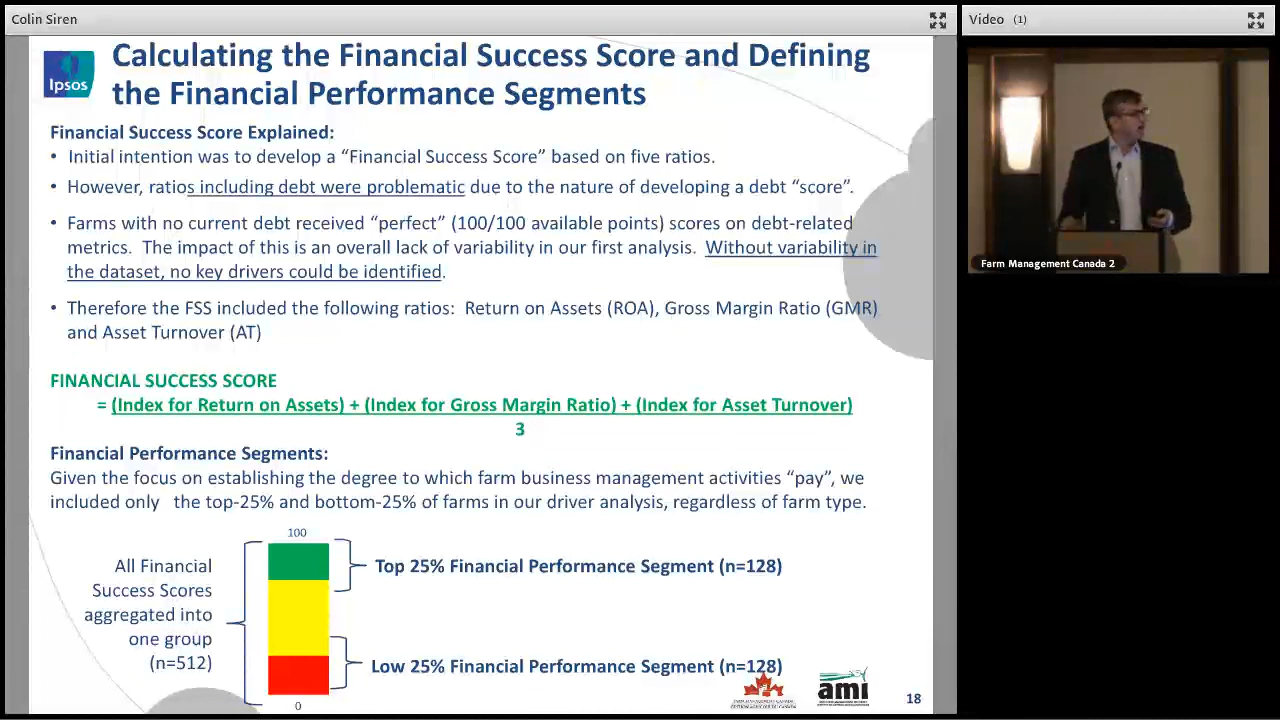 Colin Siren
Video (1)
Ipsos
Calculating the Financial Success Score and Defining
the Financial Performance Segments
Financial Success Score Explained:
• Initial intention was to develop a “Financial Success Score” based on five ratios.
• However, ratios including debt were problematic due to the nature of developing a debt “score”.
• Farms with no current debt received “perfect” (100/100 available points) scores on debt-related
metrics. The impact of this is an overall lack of variability in our first analysis. Without variability in
the dataset, no key drivers could be identified.
• Therefore the FSS included the following ratios: Return on Assets (ROA), Gross Margin Ratio (GMR)
and Asset Turnover (AT)
FINANCIAL SUCCESS SCORE
= (Index for Return on Assets) + (Index for Gross Margin Ratio) + (Index for Asset Turnover)
3
Financial Performance Segments:
Given the focus on establishing the degree to which farm business management activities “pay”, we
included only the top-25% and bottom-25% of farms in our driver analysis, regardless of farm type.
100
All Financial
Success Scores
aggregated into
one group
(n=512)
Top 25% Financial Performance Segment (n=128)
Low 25% Financial Performance Segment (n=128)
0
ami
18
Farm Management Canada 2